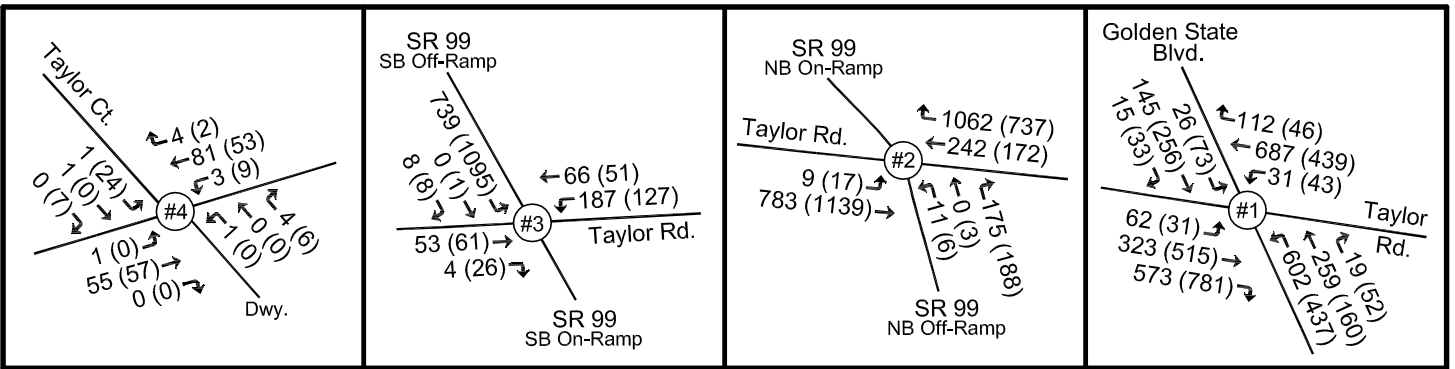 Taylor Ct.
4 (2)
81 (53)
3 (9)
1 (24)
1 (0)
0 (7)
#4
1 (0)
55 (57)
0 (0)
1 (0)
0 (0)
4 (6)
Dwy.
SR 99
SB Off-Ramp
739 (1095)
0 (1)
8 (8)
66 (51)
187 (127)
#3
Taylor Rd.
53 (61)
4 (26)
SR 99
SB On-Ramp
SR 99
NB On-Ramp
1062 (737)
242 (172)
Taylor Rd.
#2
9 (17)
783 (1139)
11 (6)
0 (3)
175 (188)
SR 99
NB Off-Ramp
Golden State
Blvd.
112 (46)
687 (439)
31 (43)
26 (73)
145 (256)
15 (33)
#1
Taylor
Rd.
62 (31)
323 (515)
573 (781)
602 (437)
259 (160)
19 (52)